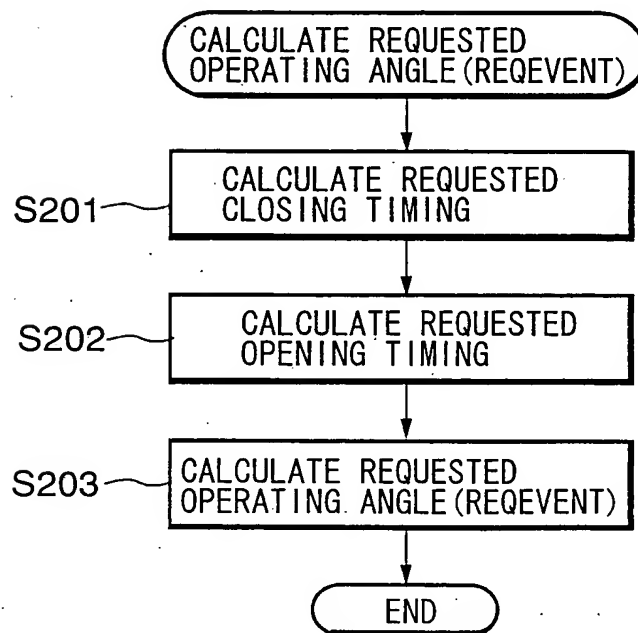 CALCULATE REQUESTED
OPERATING ANGLE(REQEVENT)
S201
CALCULATE REQUESTED
CLOSING TIMING
S202
CALCULATE REQUESTED
OPENING TIMING
S203
CALCULATE REQUESTED
OPERATING ANGLE(REQEVENT)
END